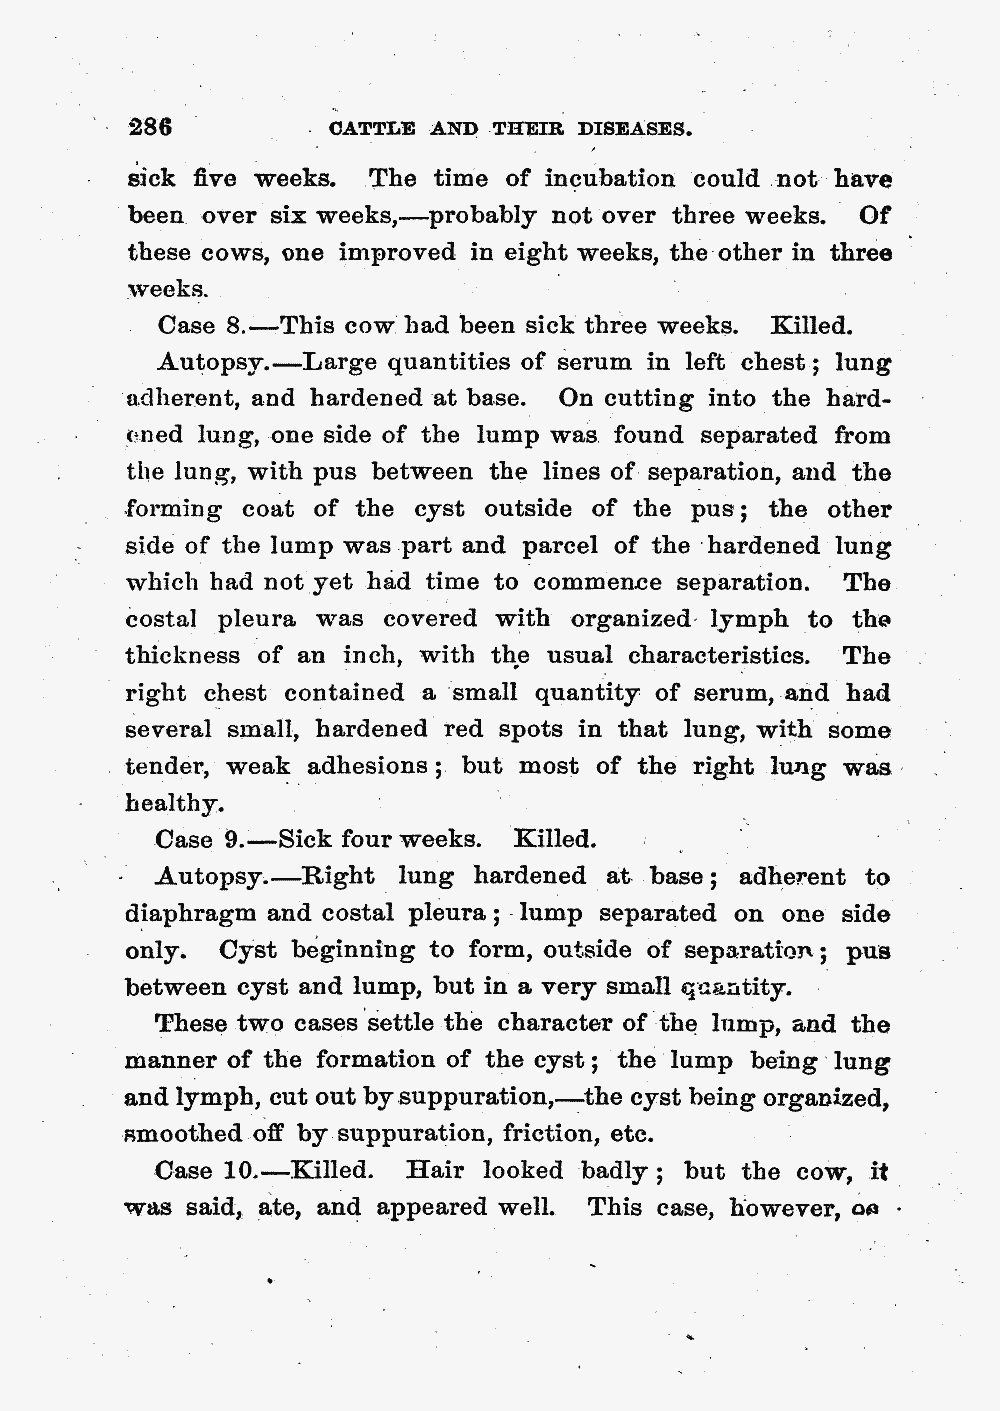 286 CATTLE AND THEIR DISEASES.
sick five weeks. The time of incubation could not have
been over six weeks,—probably not over three weeks. Of
these cows, one improved in eight weeks, the other in three
weeks.
Case 8.—This cow had been sick three weeks. Killed.
Autopsy.—Large quantities of serum in left chest; lung
adherent, and hardened at base. On cutting into the hard-
ened lung, one side of the lump was found separated from
the lung, with pus between the lines of separation, and the
forming coat of the cyst outside of the pus; the other
side of the lump was part and parcel of the hardened lung
which had not yet had time to commence separation. The
costal pleura was covered with organized lymph to the
thickness of an inch, with the usual characteristics. The
right chest contained a small quantity of serum, and had
several small, hardened red spots in that lung, with some
tender, weak adhesions; but most of the right lung was
healthy.
Case 9.—Sick four weeks. Killed.
Autopsy.—Right lung hardened at base; adherent to
diaphragm and costal pleura; lump separated on one side
only. Cyst beginning to form, outside of separation; pus
between cyst and lump, but in a very small quantity.
These two cases settle the character of the lump, and the
manner of the formation of the cyst; the lump being lung
and lymph, cut out by suppuration,—the cyst being organized,
smoothed off by suppuration, friction, etc.
Case 10.—Killed. Hair looked badly; but the cow, it
was said, ate, and appeared well. This case, however,